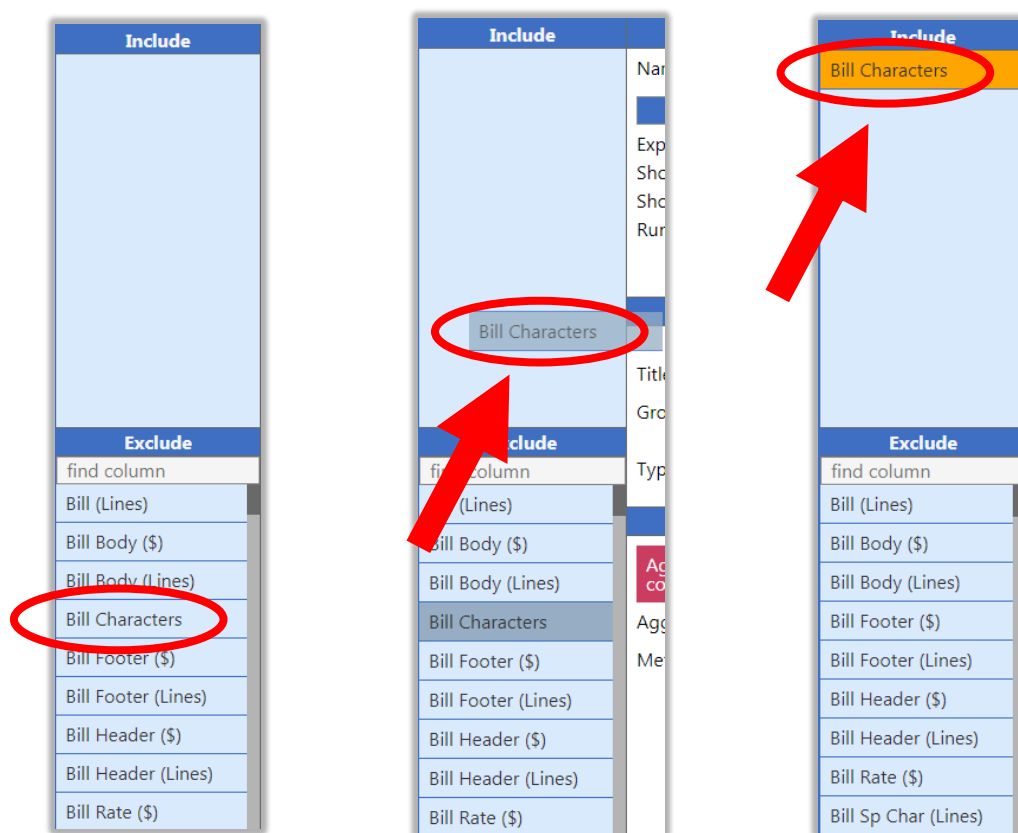 Include
Exclude
find column
Bill (Lines)
Bill Body ($)
Bill Body (Lines)
Bill Characters
Bill Footer ($)
Bill Footer (Lines)
Bill Header ($)
Bill Header (Lines)
Bill Rate ($)
Include
Nar
Exp
Sho
Sho
Rur
Bill Characters
Title
Gro
clude
fi column
Typ
(Lines)
Bill Body ($)
Bill Body (Lines)
Ag
co
Bill Characters
Agg
Bill Footer ($)
Me
Bill Footer (Lines)
Bill Header ($)
Bill Header (Lines)
Bill Rate ($)
Include
Bill Characters
Exclude
find column
Bill (Lines)
Bill Body ($)
Bill Body (Lines)
Bill Footer ($)
Bill Footer (Lines)
Bill Header ($)
Bill Header (Lines)
Bill Rate ($)
Bill Sp Char (Lines)